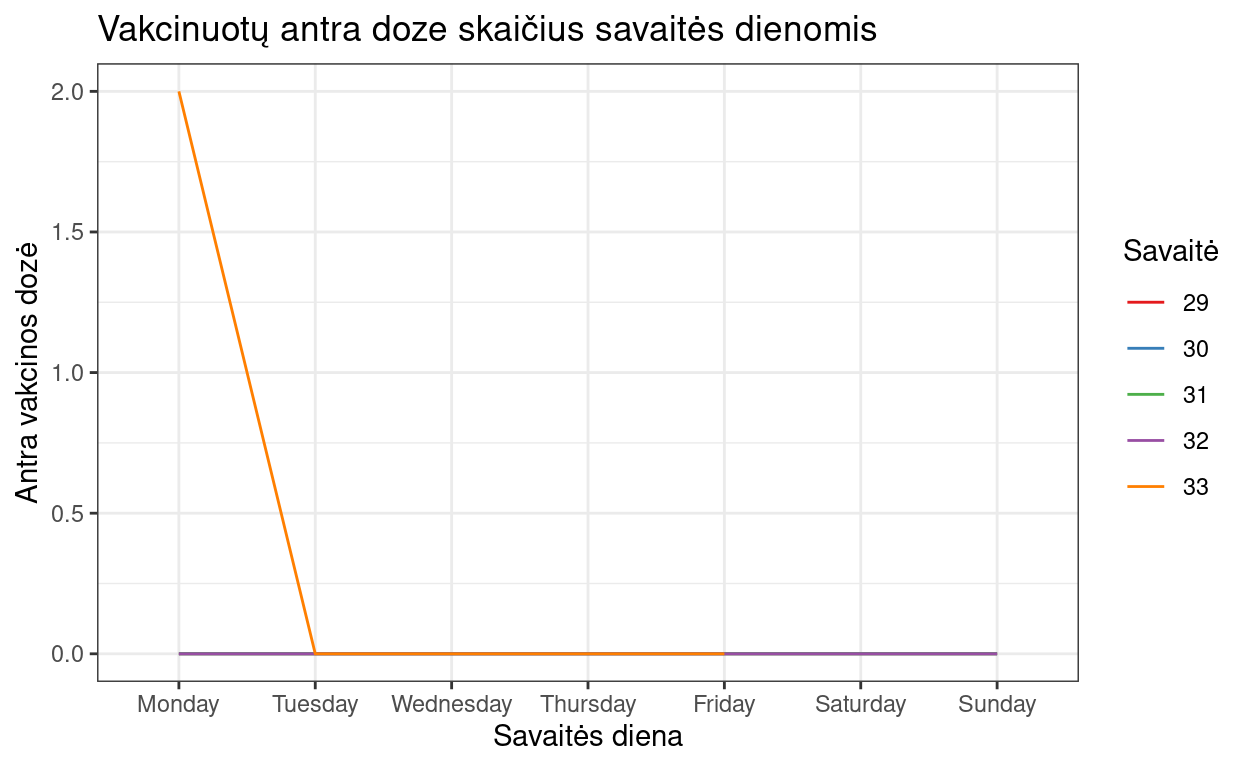 Vakcinuotų antra doze skaičius savaitės dienomis
Antra vakcinos dozė
2.0
1.5
1.0
0.5
0.0
Monday Tuesday Wednesday Thursday Friday Saturday Sunday
Savaitės diena
Savaitė
29
30
31
32
33